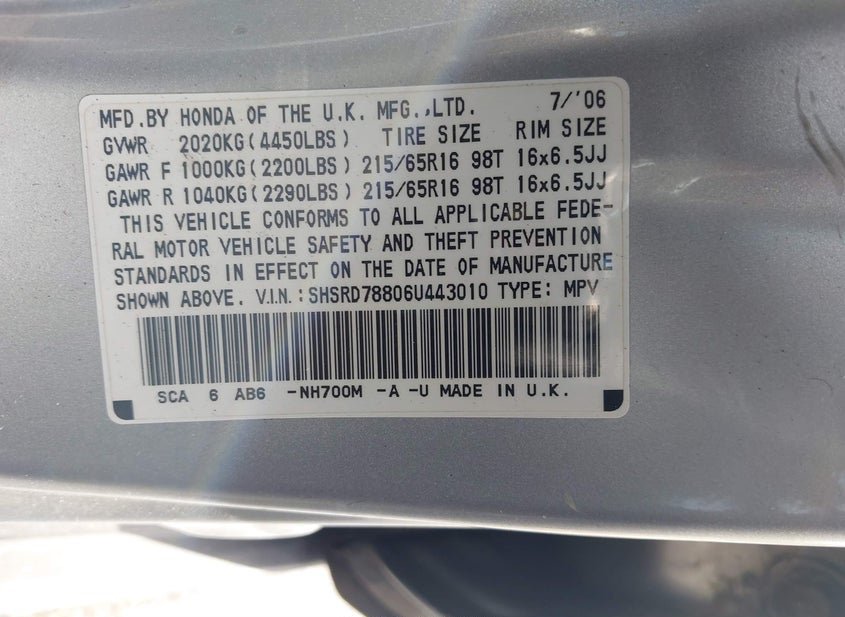 MFD.BY HONDA OF THE U.K. MFG.,LTD. 7/'06
GVWR 2020KG(4450LBS) TIRE SIZE RIM SIZE
GAWR F 1000KG(2200LBS) 215/65R16 98T 16x6.5JJ
GAWR R 1040KG(2290LBS) 215/65R16 98T 16x6.5JJ
THIS VEHICLE CONFORMS TO ALL APPLICABLE FEDE-
RAL MOTOR VEHICLE SAFETY AND THEFT PREVENTION
STANDARDS IN EFFECT ON THE DATE OF MANUFACTURE
SHOWN ABOVE. V.I.N.:SHSRD78806U443010 TYPE: MPV
SCA 6 AB6 -NH700M -A -U MADE IN U.K.